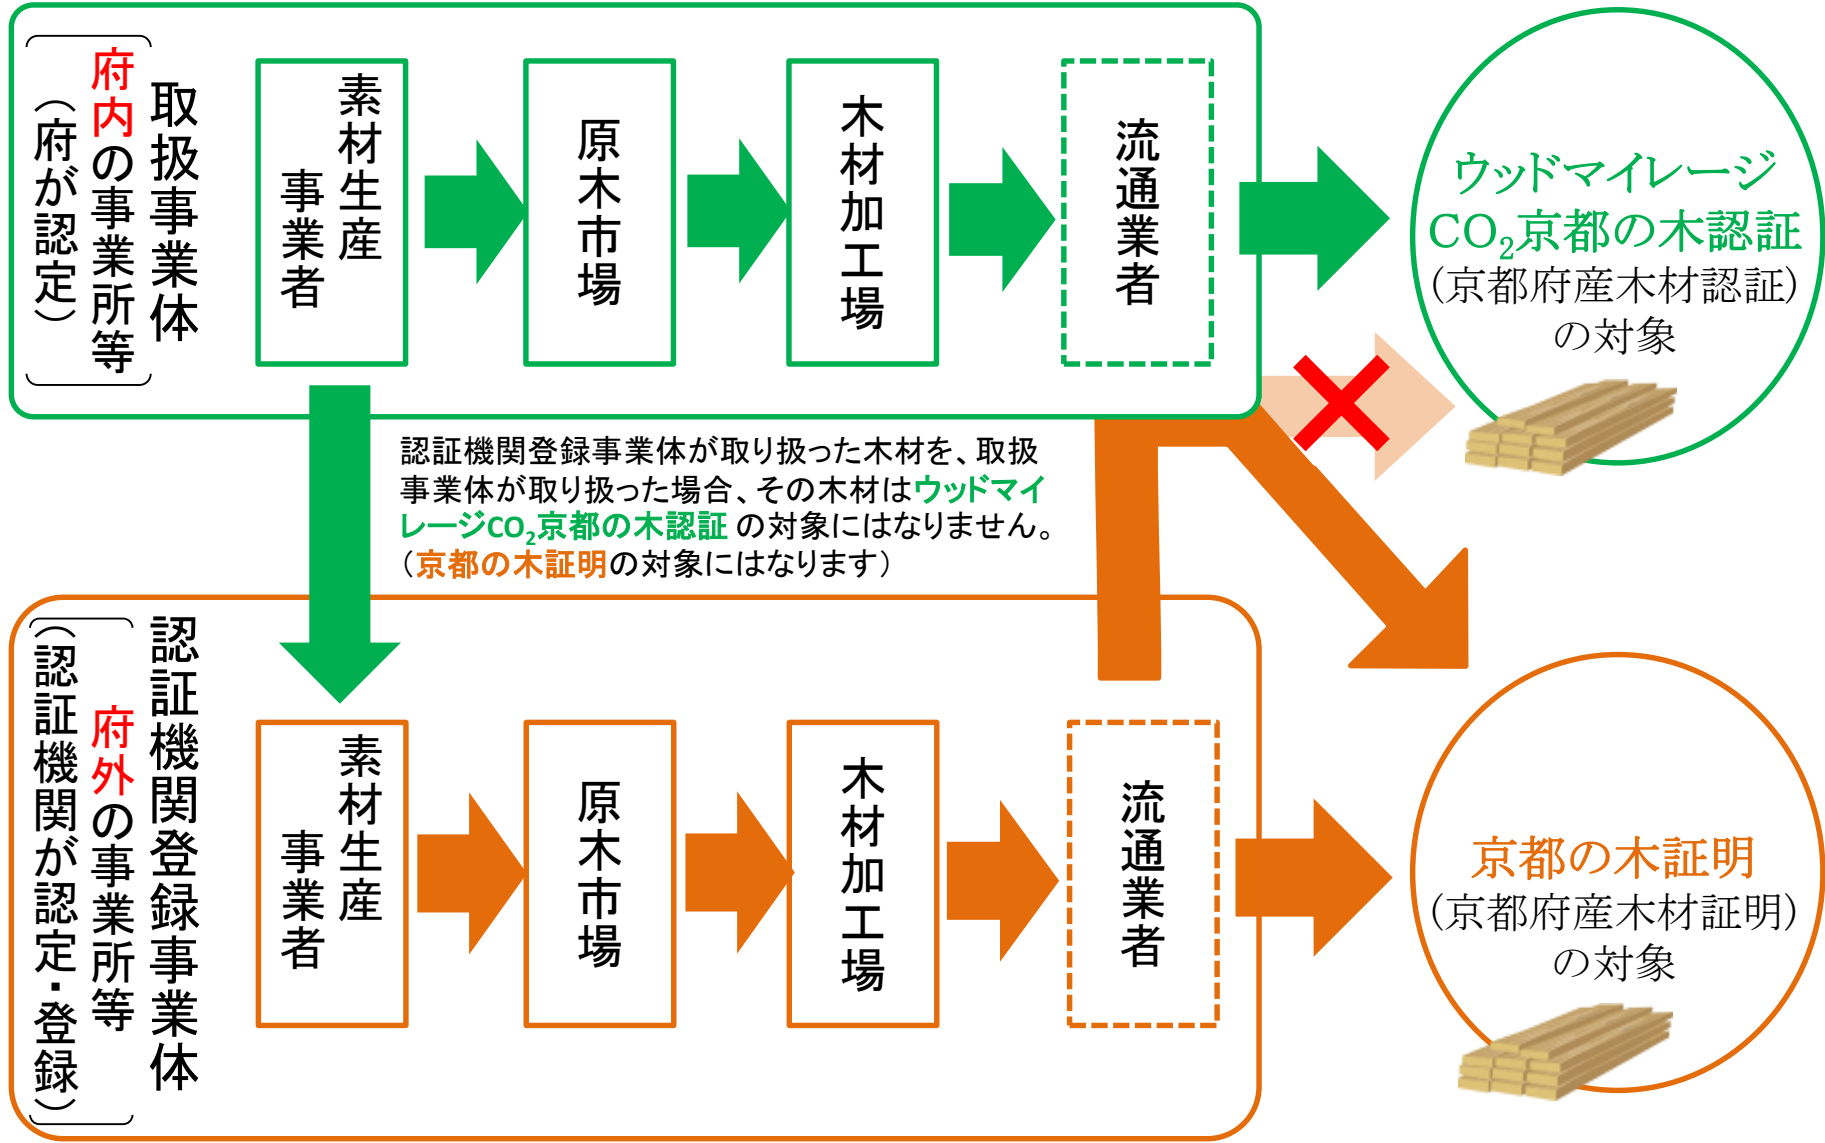 取扱事業体
府内の事業所等
（府が認定）
素材生産
事業者
原木市場
木材加工場
流通業者
ウッドマイレージ
CO₂京都の木認証
(京都府産木材認証)
の対象
認証機関登録事業体が取り扱った木材を、取扱
事業体が取り扱った場合、その木材はウッドマイ
レージCO₂京都の木認証 の対象にはなりません。
（京都の木証明の対象にはなります）
認証機関登録事業体
府外の事業所等
（認証機関が認定・登録）
素材生産
事業者
原木市場
木材加工場
流通業者
京都の木証明
(京都府産木材証明)
の対象